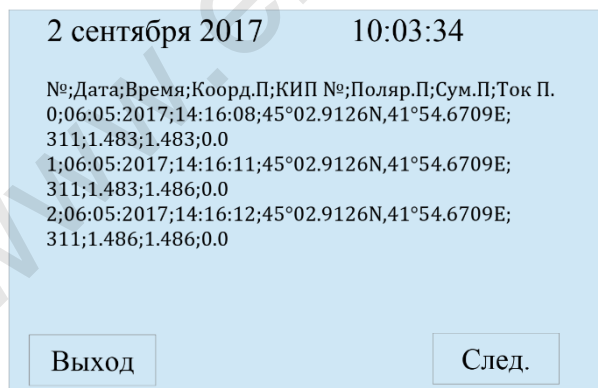 2 сентября 2017 10:03:34
№;Дата;Время;Коорд.П;КИП №;Поляр.П;Сум.П;Ток П.
0;06:05:2017;14:16:08;45°02.9126N,41°54.6709E;
311;1.483;1.483;0.0
1;06:05:2017;14:16:11;45°02.9126N,41°54.6709E;
311;1.483;1.486;0.0
2;06:05:2017;14:16:12;45°02.9126N,41°54.6709E;
311;1.486;1.486;0.0
Выход След.